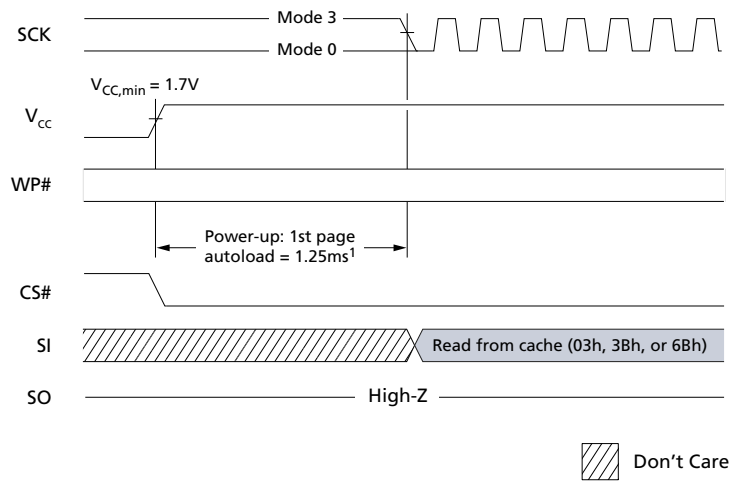 SCK
Mode 3
Mode 0
V_CC,min = 1.7V
V_CC
WP#
Power-up: 1st page
autoload = 1.25ms¹
CS#
SI
Read from cache (03h, 3Bh, or 6Bh)
SO
High-Z
Don't Care